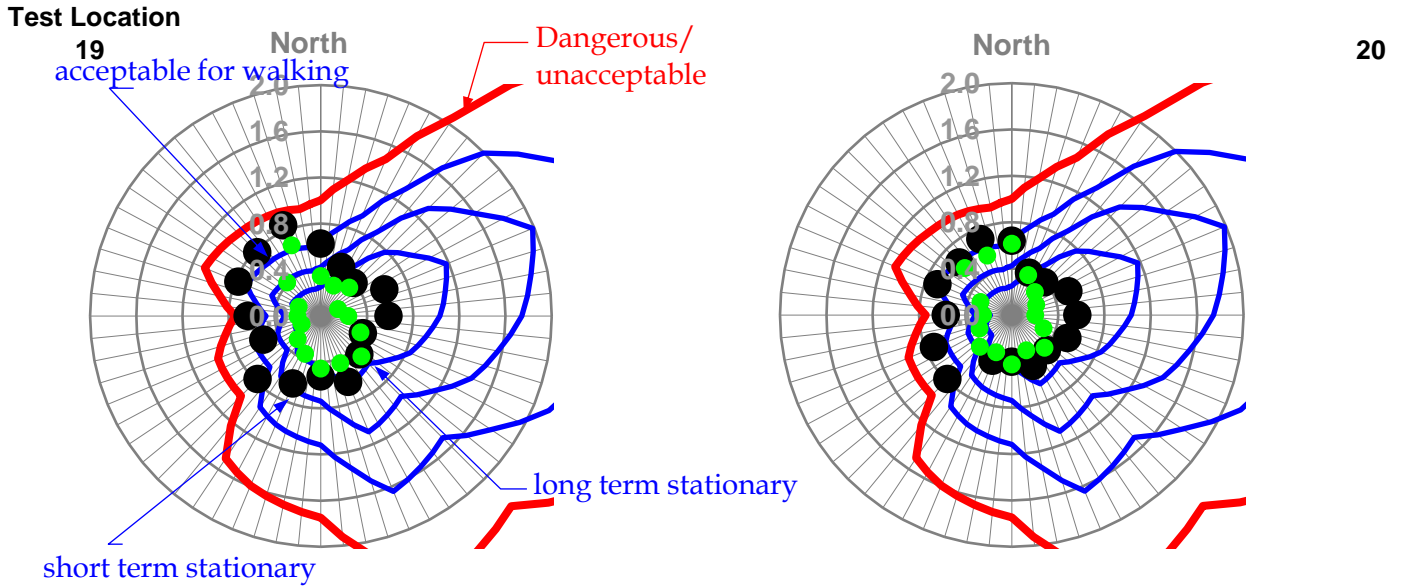 Test Location
19
North
Dangerous/
unacceptable
acceptable for walking
2.0
1.6
1.2
0.8
0.4
0.0
long term stationary
short term stationary
20
North
2.0
1.6
1.2
0.8
0.4
0.0